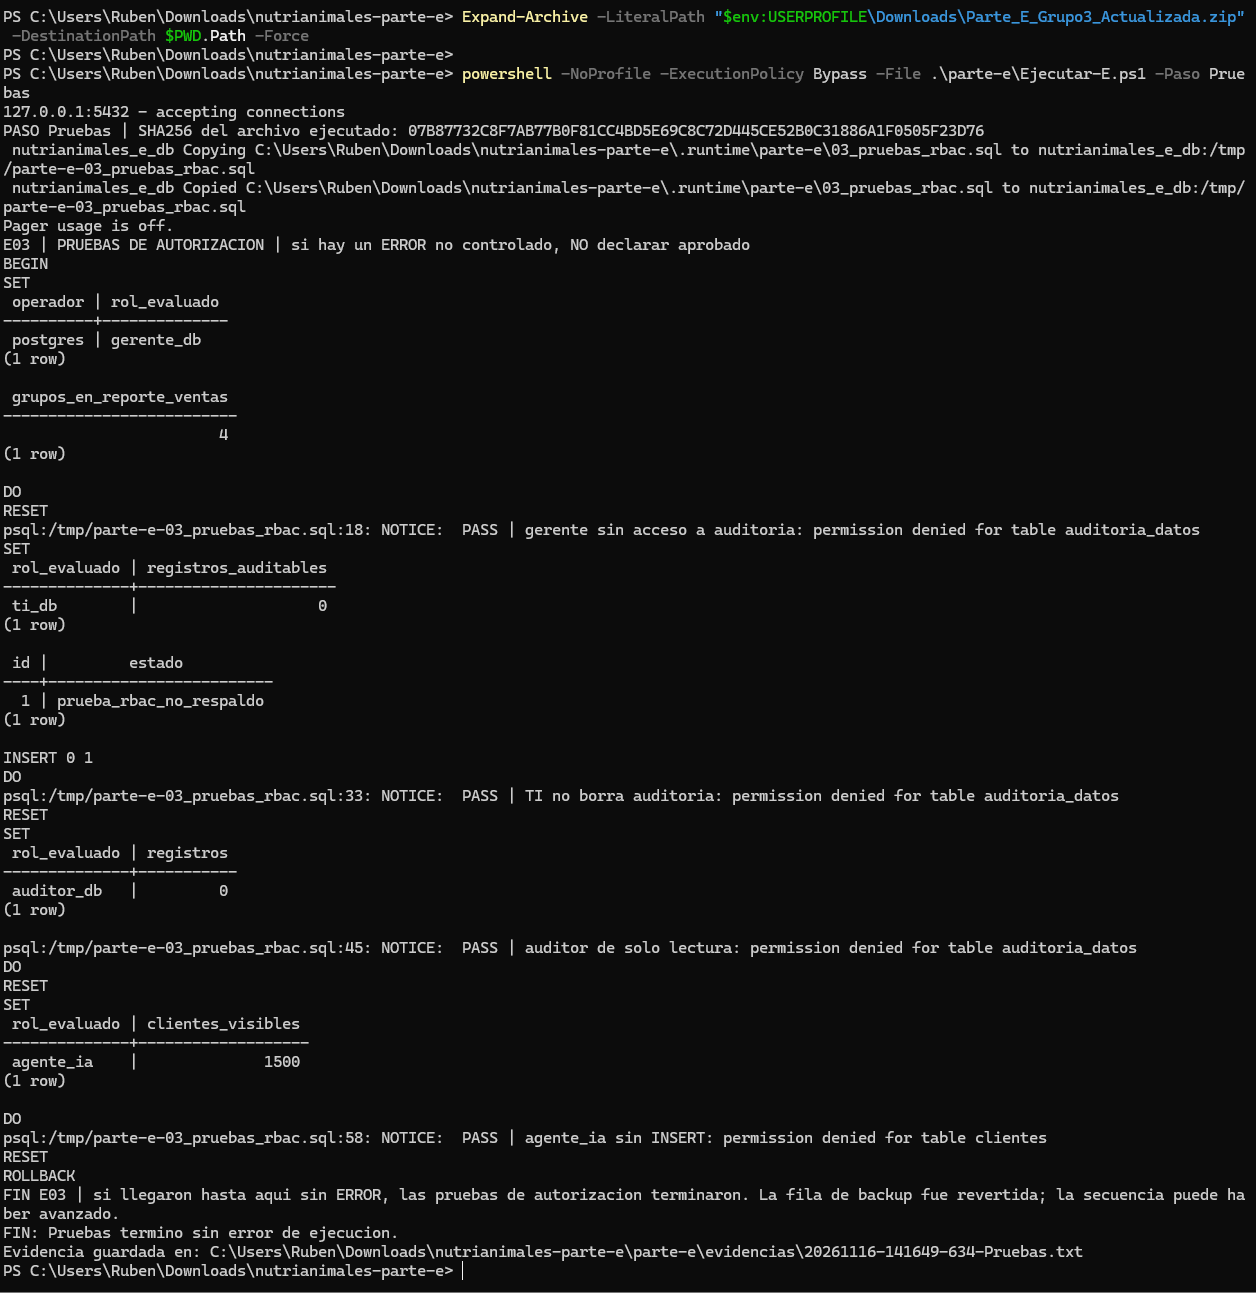 PS C:\Users\Ruben\Downloads\nutrianimales-parte-e> Expand-Archive -LiteralPath "$env:USERPROFILE\Downloads\Parte_E_Grupo3_Actualizada.zip"
 -DestinationPath $PWD.Path -Force
PS C:\Users\Ruben\Downloads\nutrianimales-parte-e>
PS C:\Users\Ruben\Downloads\nutrianimales-parte-e> powershell -NoProfile -ExecutionPolicy Bypass -File .\parte-e\Ejecutar-E.ps1 -Paso Prue
bas
127.0.0.1:5432 - accepting connections
PASO Pruebas | SHA256 del archivo ejecutado: 07B87732C8F7AB77B0F81CC4BD5E69C8C72D445CE52B0C31886A1F0505F23D76
 nutrianimales_e_db Copying C:\Users\Ruben\Downloads\nutrianimales-parte-e\.runtime\parte-e\03_pruebas_rbac.sql to nutrianimales_e_db:/tmp
/parte-e-03_pruebas_rbac.sql
 nutrianimales_e_db Copied C:\Users\Ruben\Downloads\nutrianimales-parte-e\.runtime\parte-e\03_pruebas_rbac.sql to nutrianimales_e_db:/tmp/
parte-e-03_pruebas_rbac.sql
Pager usage is off.
E03 | PRUEBAS DE AUTORIZACION | si hay un ERROR no controlado, NO declarar aprobado
BEGIN
SET
 operador | rol_evaluado
----------+--------------
 postgres | gerente_db
(1 row)

 grupos_en_reporte_ventas
--------------------------
                        4
(1 row)

DO
RESET
psql:/tmp/parte-e-03_pruebas_rbac.sql:18: NOTICE:  PASS | gerente sin acceso a auditoria: permission denied for table auditoria_datos
SET
 rol_evaluado | registros_auditables
--------------+----------------------
 ti_db        |                    0
(1 row)

 id |         estado
----+-------------------------
  1 | prueba_rbac_no_respaldo
(1 row)

INSERT 0 1
DO
psql:/tmp/parte-e-03_pruebas_rbac.sql:33: NOTICE:  PASS | TI no borra auditoria: permission denied for table auditoria_datos
RESET
SET
 rol_evaluado | registros
--------------+-----------
 auditor_db   |         0
(1 row)

psql:/tmp/parte-e-03_pruebas_rbac.sql:45: NOTICE:  PASS | auditor de solo lectura: permission denied for table auditoria_datos
DO
RESET
SET
 rol_evaluado | clientes_visibles
--------------+-------------------
 agente_ia    |              1500
(1 row)

DO
psql:/tmp/parte-e-03_pruebas_rbac.sql:58: NOTICE:  PASS | agente_ia sin INSERT: permission denied for table clientes
RESET
ROLLBACK
FIN E03 | si llegaron hasta aqui sin ERROR, las pruebas de autorizacion terminaron. La fila de backup fue revertida; la secuencia puede ha
ber avanzado.
FIN: Pruebas termino sin error de ejecucion.
Evidencia guardada en: C:\Users\Ruben\Downloads\nutrianimales-parte-e\parte-e\evidencias\20261116-141649-634-Pruebas.txt
PS C:\Users\Ruben\Downloads\nutrianimales-parte-e>